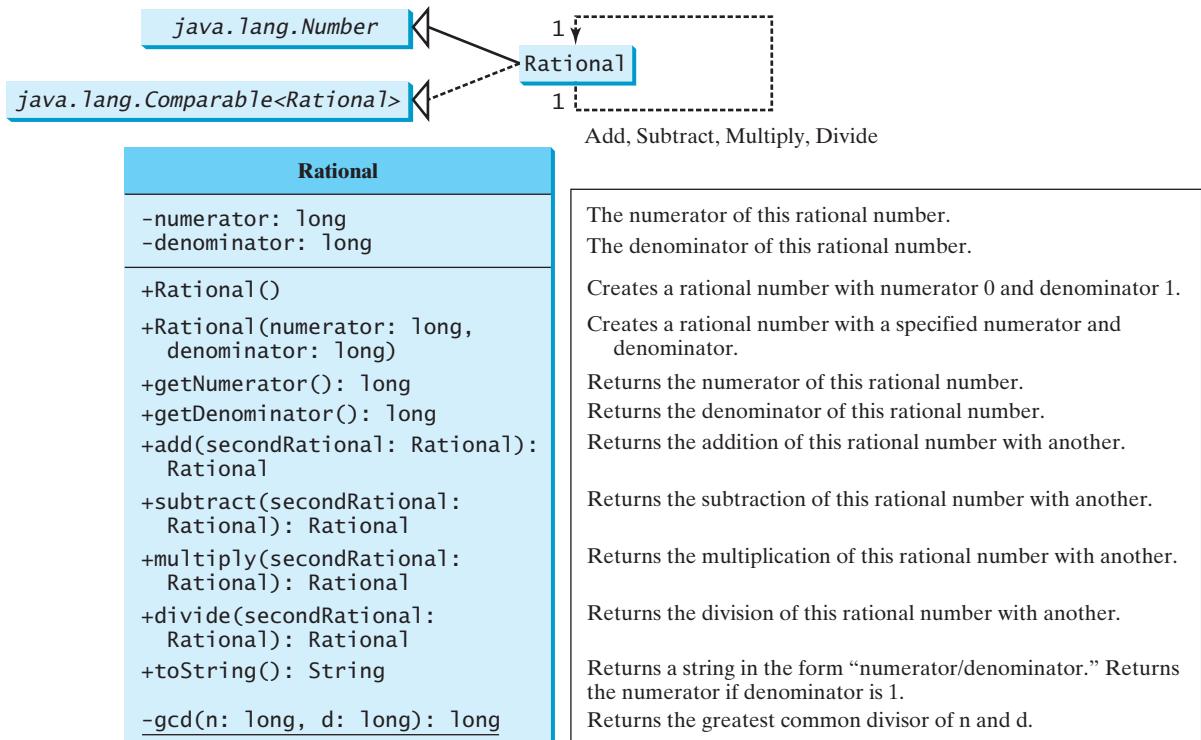 java.lang.Number
1
Rational
java.lang.Comparable<Rational>
1
Add, Subtract, Multiply, Divide
Rational
-numerator: long
The numerator of this rational number.
-denominator: long
The denominator of this rational number.
+Rational()
Creates a rational number with numerator 0 and denominator 1.
+Rational(numerator: long,
denominator: long)
Creates a rational number with a specified numerator and
denominator.
+getNumerator(): long
Returns the numerator of this rational number.
+getDenominator(): long
Returns the denominator of this rational number.
+add(secondRational: Rational):
Rational
Returns the addition of this rational number with another.
+subtract(secondRational:
Rational): Rational
Returns the subtraction of this rational number with another.
+multiply(secondRational:
Rational): Rational
Returns the multiplication of this rational number with another.
+divide(secondRational:
Rational): Rational
Returns the division of this rational number with another.
+toString(): String
Returns a string in the form “numerator/denominator.” Returns
the numerator if denominator is 1.
-gcd(n: long, d: long): long
Returns the greatest common divisor of n and d.